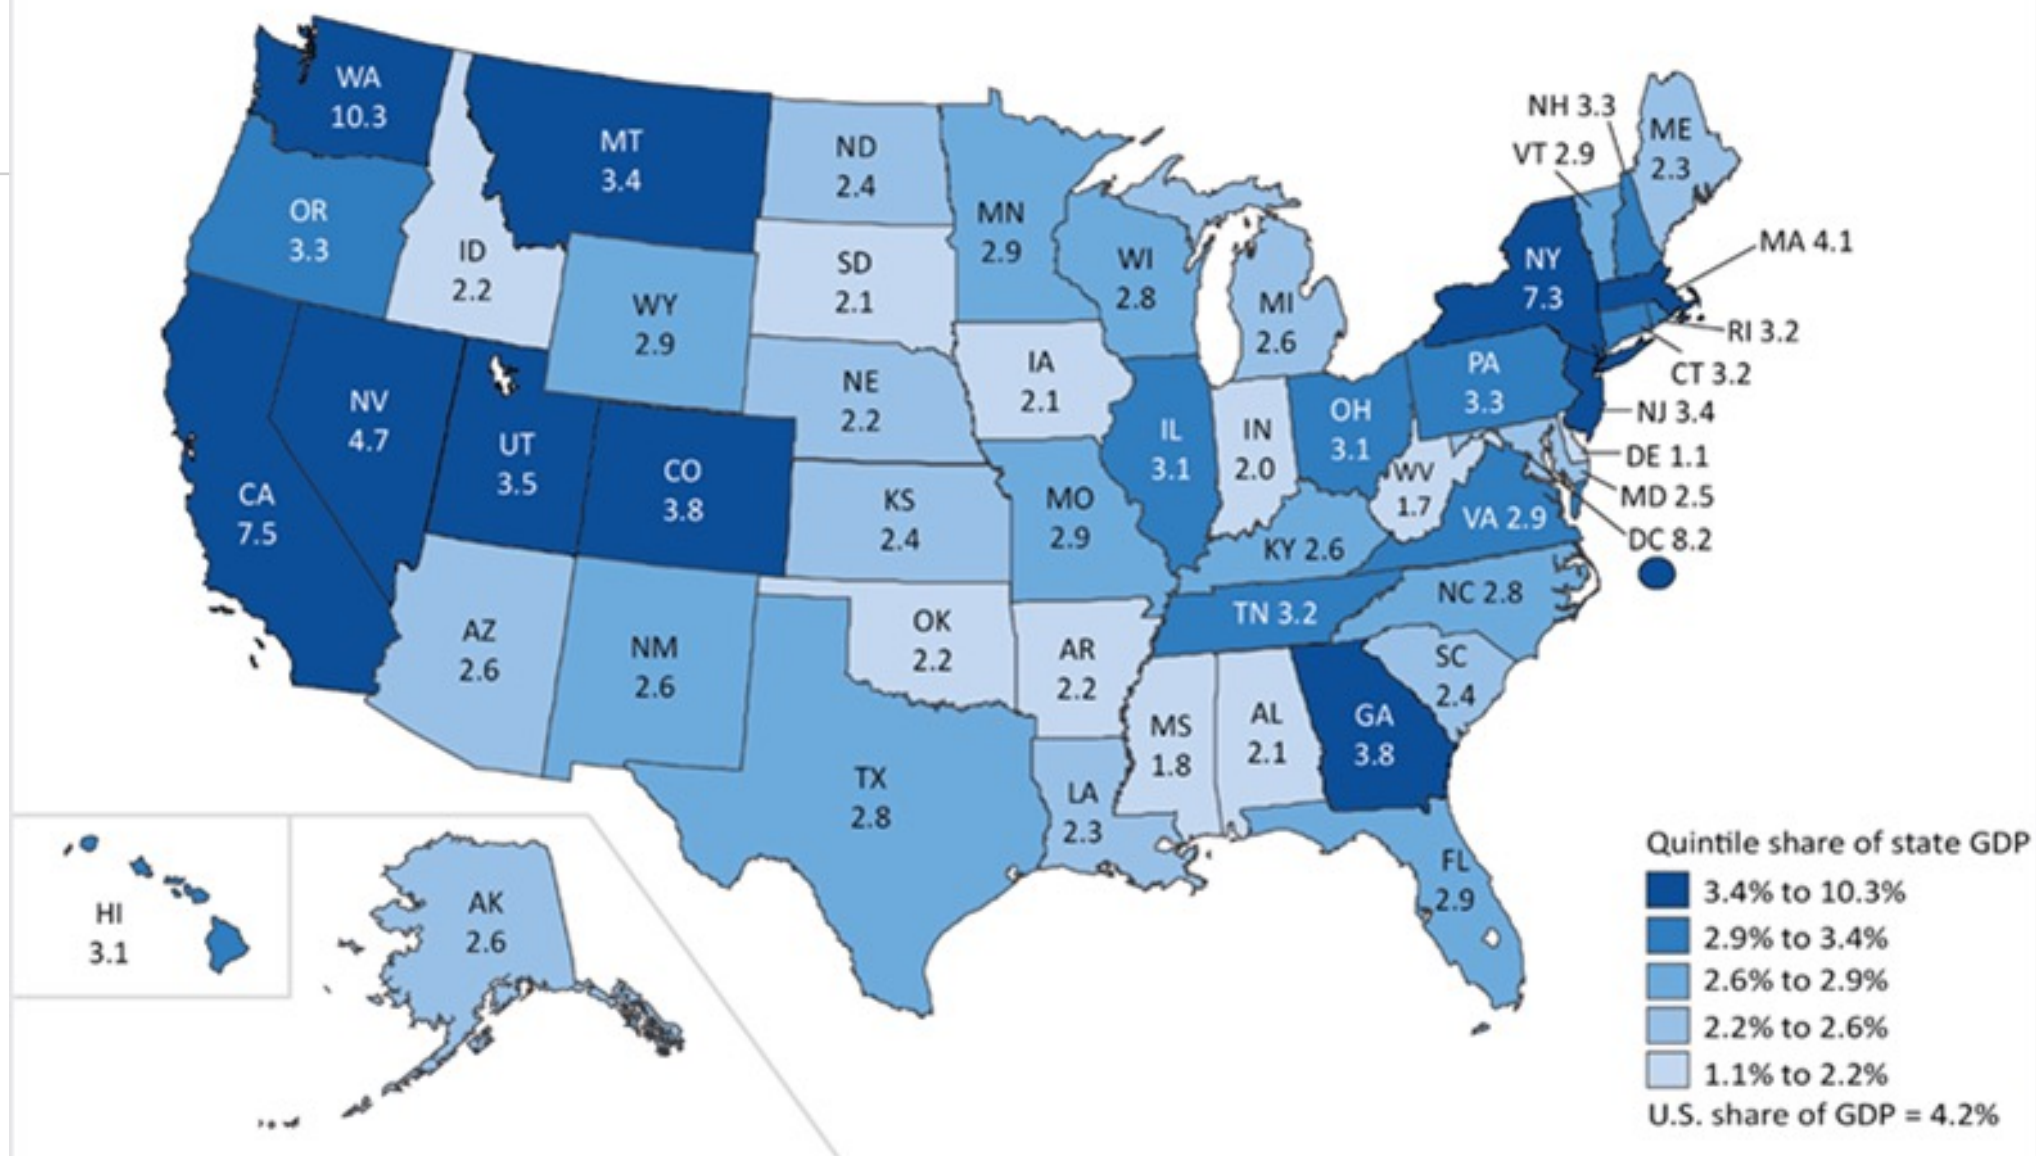 WA
10.3
MT
3.4
ND
2.4
NH 3.3
VT 2.9
ME
2.3
OR
3.3
ID
2.2
MN
2.9
SD
2.1
WI
2.8
NY
7.3
MA 4.1
WY
2.9
MI
2.6
RI 3.2
CT 3.2
NV
4.7
UT
3.5
NE
2.2
IA
2.1
PA
3.3
NJ 3.4
CO
3.8
IL
3.1
IN
2.0
OH
3.1
DE 1.1
CA
7.5
KS
2.4
MO
2.9
WV
1.7
MD 2.5
VA 2.9
DC 8.2
KY 2.6
NC 2.8
TN 3.2
AZ
2.6
NM
2.6
OK
2.2
AR
2.2
SC
2.4
MS
1.8
AL
2.1
GA
3.8
TX
2.8
LA
2.3
FL
2.9
HI
3.1
AK
2.6
Quintile share of state GDP
3.4% to 10.3%
2.9% to 3.4%
2.6% to 2.9%
2.2% to 2.6%
1.1% to 2.2%
U.S. share of GDP = 4.2%